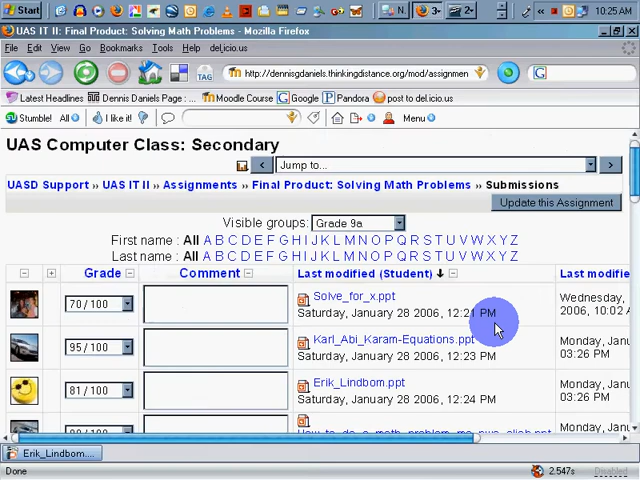 Start 3 2 10:25 AM
UAS IT II: Final Product: Solving Math Problems - Mozilla Firefox
File Edit View Go Bookmarks Tools Help del.icio.us
TAG http://dennisgdaniels.thinkingdistance.org/mod/assignmen G
Latest Headlines Dennis Daniels Page : ... Moodle Course Google Pandora post to del.icio.us
Stumble! All I like it! Menu
UAS Computer Class: Secondary
< Jump to... >
UASD Support » UAS IT II » Assignments » Final Product: Solving Math Problems » Submissions
Update this Assignment
Visible groups: Grade 9a
First name : All A B C D E F G H I J K L M N O P Q R S T U V W X Y Z
Last name : All A B C D E F G H I J K L M N O P Q R S T U V W X Y Z
Grade Comment Last modified (Student) Last modifie
70 / 100 Solve_for_x.ppt Wednesday,
Saturday, January 28 2006, 12:21 PM 2006, 10:02
95 / 100 Karl_Abi_Karam-Equations.ppt Monday,
Saturday, January 28 2006, 12:23 PM 03:26 PM
81 / 100 Erik_Lindbom.ppt Monday,
Saturday, January 28 2006, 12:24 PM 03:26 PM
Monday,
Erik_Lindbom....
Done 2.547s Disabled